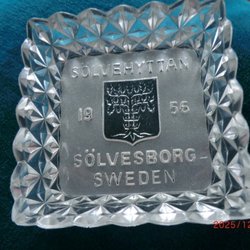 SÖLVEHYTTAN
19 56
SÖLVESBORG-
SWEDEN